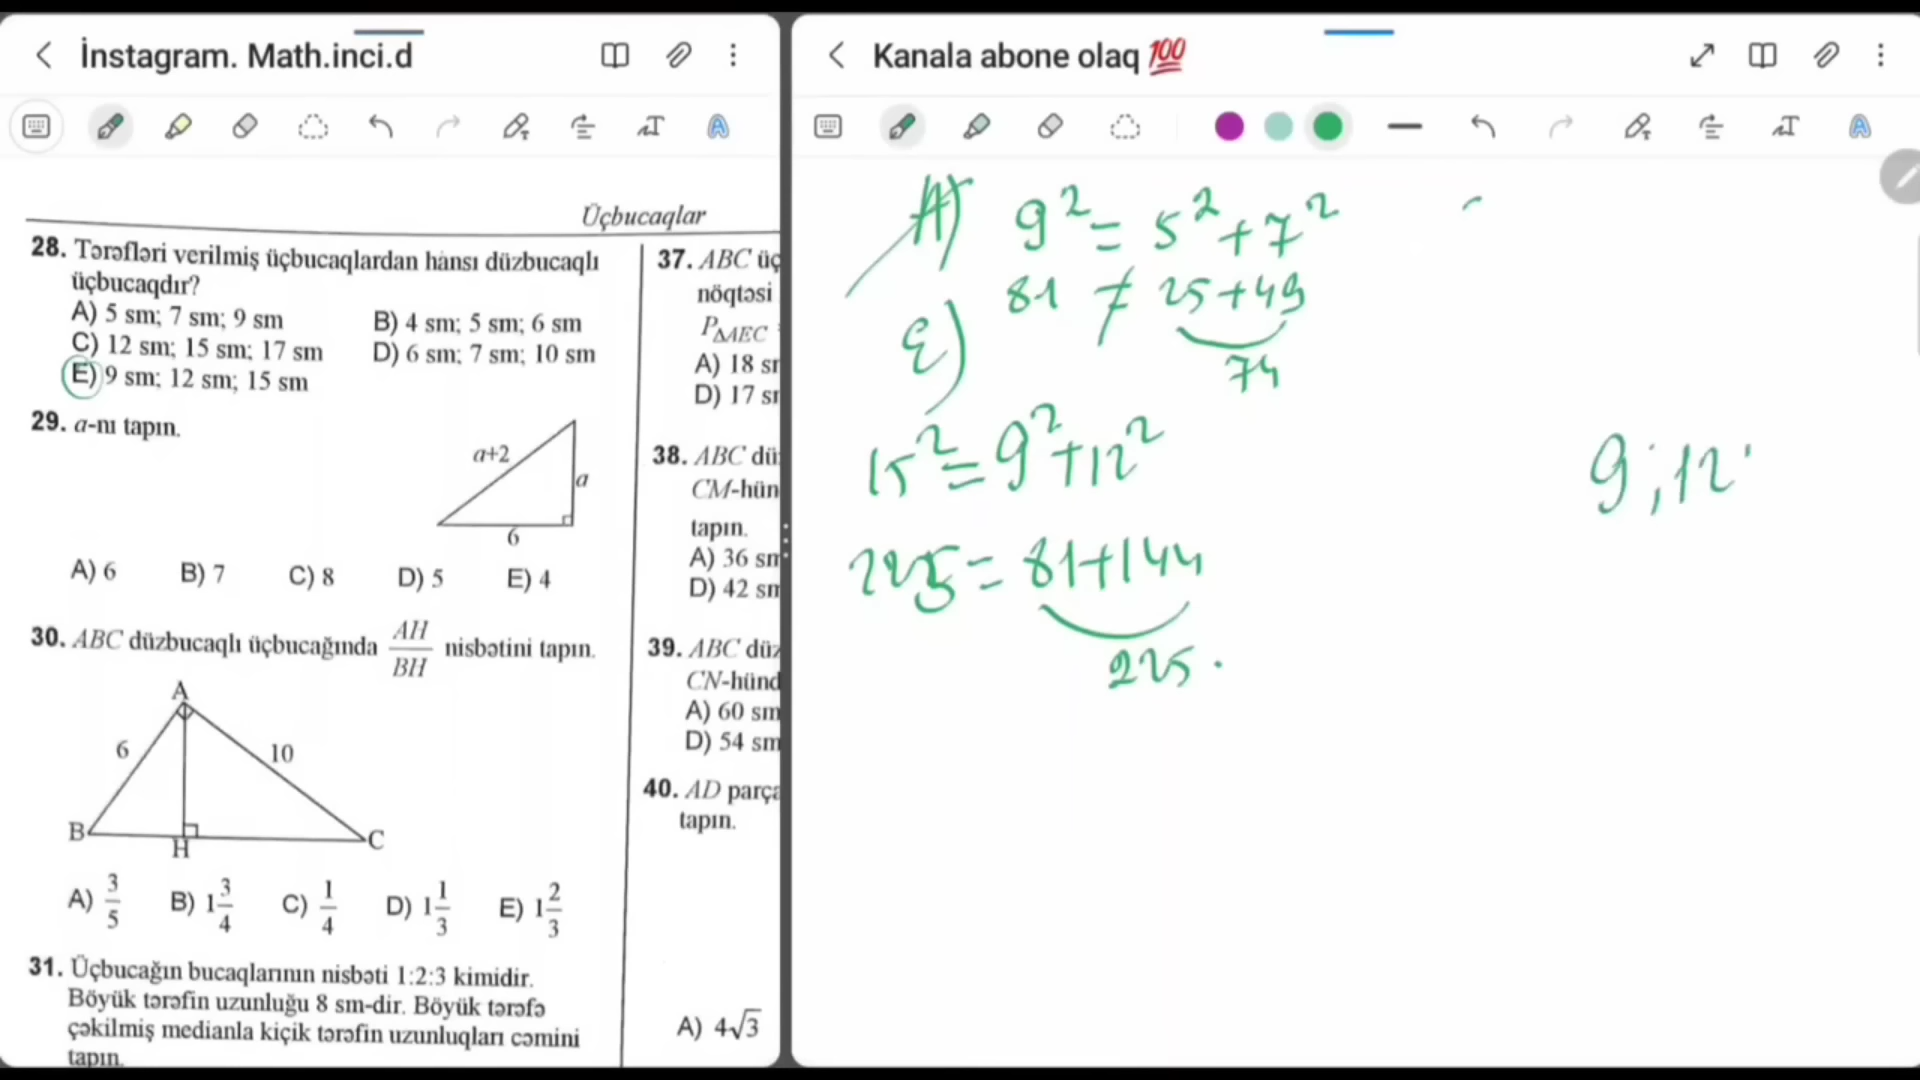 İnstagram. Math.inci.d
Üçbucaqlar
28. Tərəfləri verilmiş üçbucaqlardan hansı düzbucaqlı
üçbucaqdır?
A) 5 sm; 7 sm; 9 sm B) 4 sm; 5 sm; 6 sm
C) 12 sm; 15 sm; 17 sm D) 6 sm; 7 sm; 10 sm
E) 9 sm; 12 sm; 15 sm
29. a-nı tapın.
a+2
a
6
A) 6 B) 7 C) 8 D) 5 E) 4
30. ABC düzbucaqlı üçbucağında AH/BH nisbətini tapın.
A
6 10
B H C
A) 3/5 B) 1 3/4 C) 1/4 D) 1 1/3 E) 1 2/3
31. Üçbucağın bucaqlarının nisbəti 1:2:3 kimidir.
Böyük tərəfin uzunluğu 8 sm-dir. Böyük tərəfə
çəkilmiş medianla kiçik tərəfin uzunluqları cəmini
tapın.
37. ABC üç
nöqtəsi
P△AEC
A) 18 sm
D) 17 sm
38. ABC dü
CM-hün
tapın.
A) 36 sm
D) 42 sm
39. ABC düz
CN-hünd
A) 60 sm
D) 54 sm
40. AD parça
tapın.
A) 4√3
Kanala abone olaq 💯
A) 9² = 5² + 7²
81 ≠ 25 + 49
74
E)
15² = 9² + 12²
225 = 81 + 144
225.
9; 12